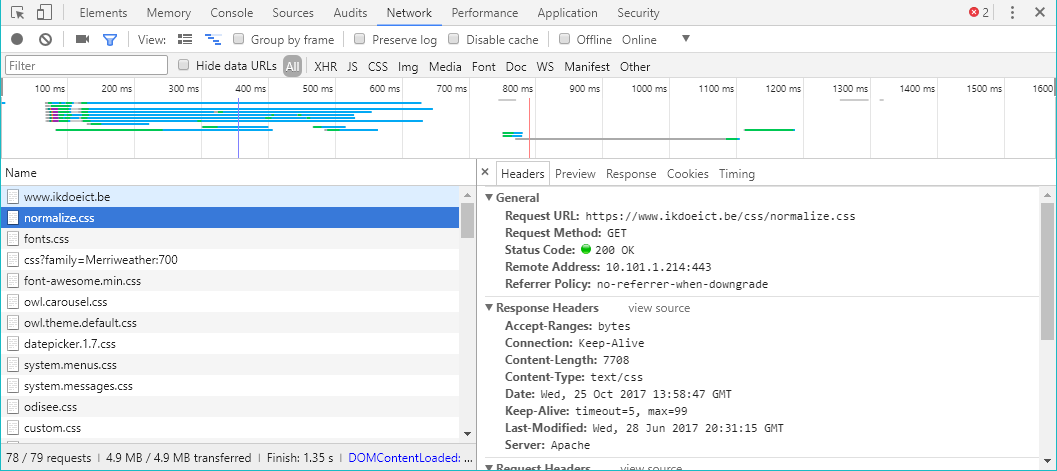 Elements Memory Console Sources Audits Network Performance Application Security 2
View: Group by frame Preserve log Disable cache Offline Online
Filter Hide data URLs All XHR JS CSS Img Media Font Doc WS Manifest Other
100 ms 200 ms 300 ms 400 ms 500 ms 600 ms 700 ms 800 ms 900 ms 1000 ms 1100 ms 1200 ms 1300 ms 1400 ms 1500 ms 1600
Name
www.ikdoeict.be
normalize.css
fonts.css
css?family=Merriweather:700
font-awesome.min.css
owl.carousel.css
owl.theme.default.css
datepicker.1.7.css
system.menus.css
system.messages.css
odisee.css
custom.css
78 / 79 requests | 4.9 MB / 4.9 MB transferred | Finish: 1.35 s | DOMContentLoaded: ...
× Headers Preview Response Cookies Timing
General
Request URL: https://www.ikdoeict.be/css/normalize.css
Request Method: GET
Status Code: 200 OK
Remote Address: 10.101.1.214:443
Referrer Policy: no-referrer-when-downgrade
Response Headers view source
Accept-Ranges: bytes
Connection: Keep-Alive
Content-Length: 7708
Content-Type: text/css
Date: Wed, 25 Oct 2017 13:58:47 GMT
Keep-Alive: timeout=5, max=99
Last-Modified: Wed, 28 Jun 2017 20:31:15 GMT
Server: Apache
Request Headers view source